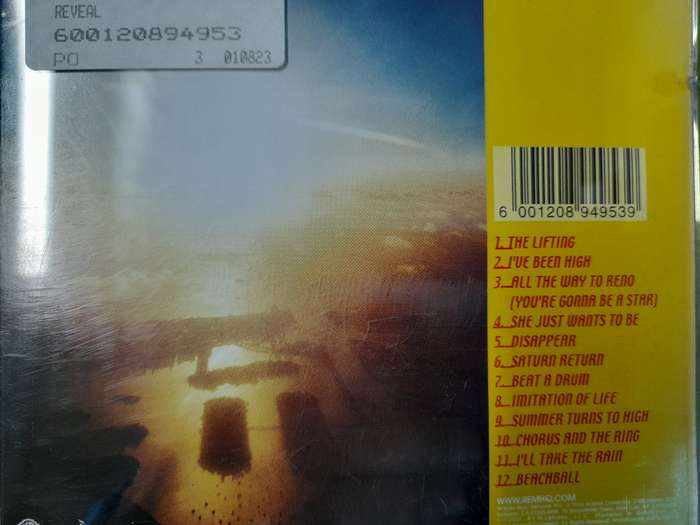 REVEAL
600120894953
PO 3 010823
6 001208 949539
1. THE LIFTING
2. I'VE BEEN HIGH
3. ALL THE WAY TO RENO
(YOU'RE GONNA BE A STAR)
4. SHE JUST WANTS TO BE
5. DISAPPEAR
6. SATURN RETURN
7. BEAT A DRUM
8. IMITATION OF LIFE
9. SUMMER TURNS TO HIGH
10. CHORUS AND THE RING
11. I'LL TAKE THE RAIN
12. BEACHBALL
WWW.REMHQ.COM